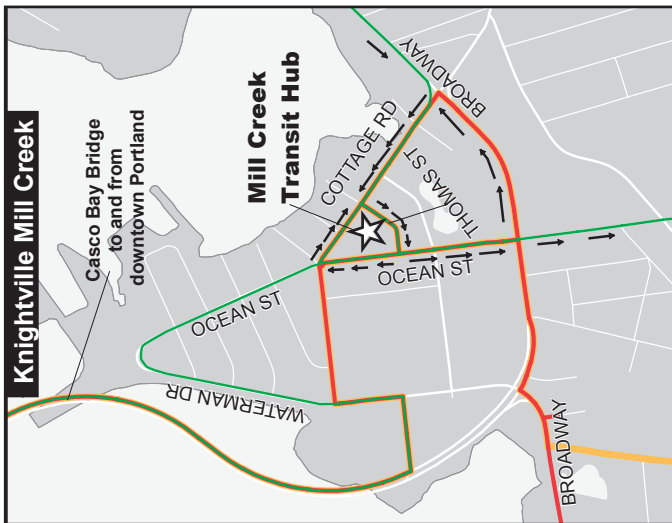 Knightville Mill Creek
Casco Bay Bridge
to and from
downtown Portland
Mill Creek
Transit Hub
BROADWAY
COTTAGE RD
THOMAS ST
OCEAN ST
OCEAN ST
WATERMAN DR
BROADWAY